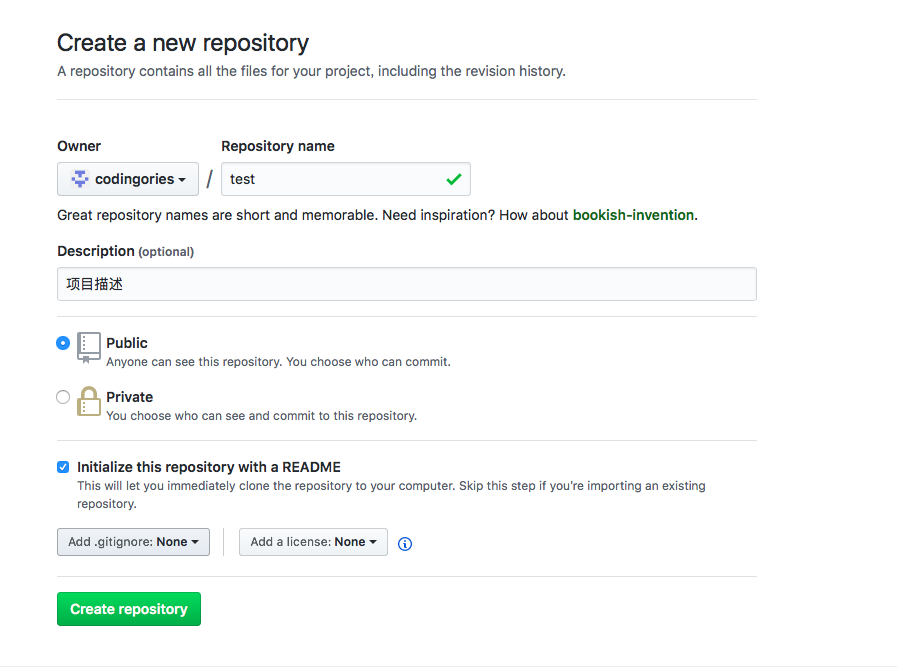 Create a new repository
A repository contains all the files for your project, including the revision history.
Owner Repository name
codingories / test
Great repository names are short and memorable. Need inspiration? How about bookish-invention.
Description (optional)
项目描述
Public
Anyone can see this repository. You choose who can commit.
Private
You choose who can see and commit to this repository.
Initialize this repository with a README
This will let you immediately clone the repository to your computer. Skip this step if you're importing an existing
repository.
Add .gitignore: None Add a license: None
Create repository